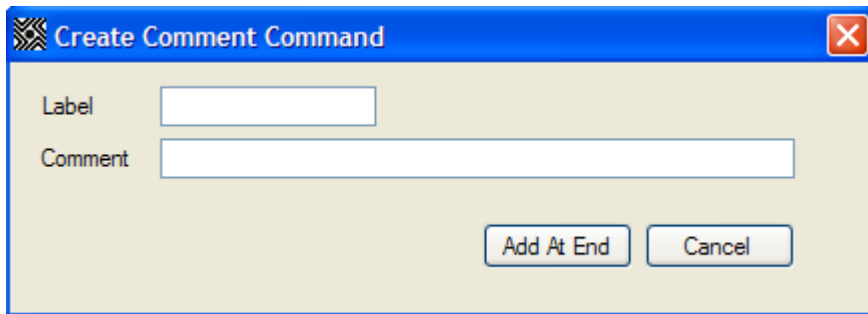 Create Comment Command
Label
Comment
Add At End Cancel